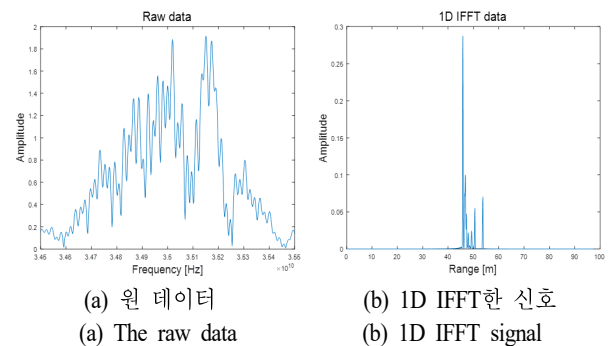 Raw data
2
1.8
1.6
1.4
1.2
1
0.8
0.6
0.4
0.2
0
Amplitude
3.45 3.46 3.47 3.48 3.49 3.5 3.51 3.52 3.53 3.54 3.55
Frequency [Hz]
×10¹⁰
(a) 원 데이터
(a) The raw data
1D IFFT data
0.3
0.25
0.2
0.15
0.1
0.05
0
Amplitude
0 10 20 30 40 50 60 70 80 90 100
Range [m]
(b) 1D IFFT한 신호
(b) 1D IFFT signal